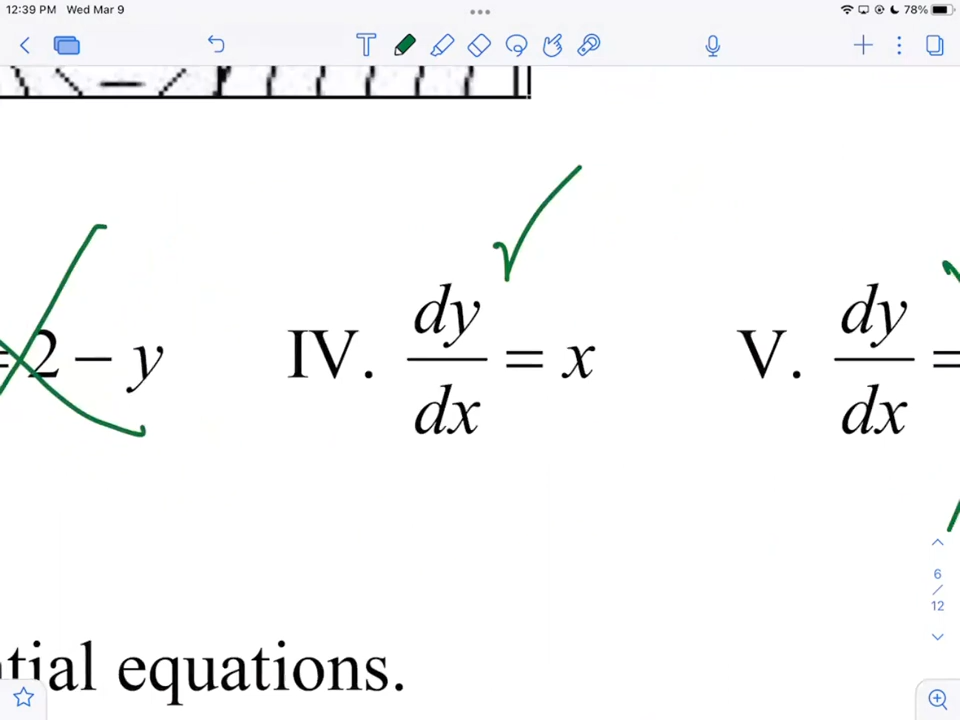 12:39 PM Wed Mar 9
78%
T
= 2 − y IV. dy/dx = x V. dy/dx =
6
/
12
tial equations.